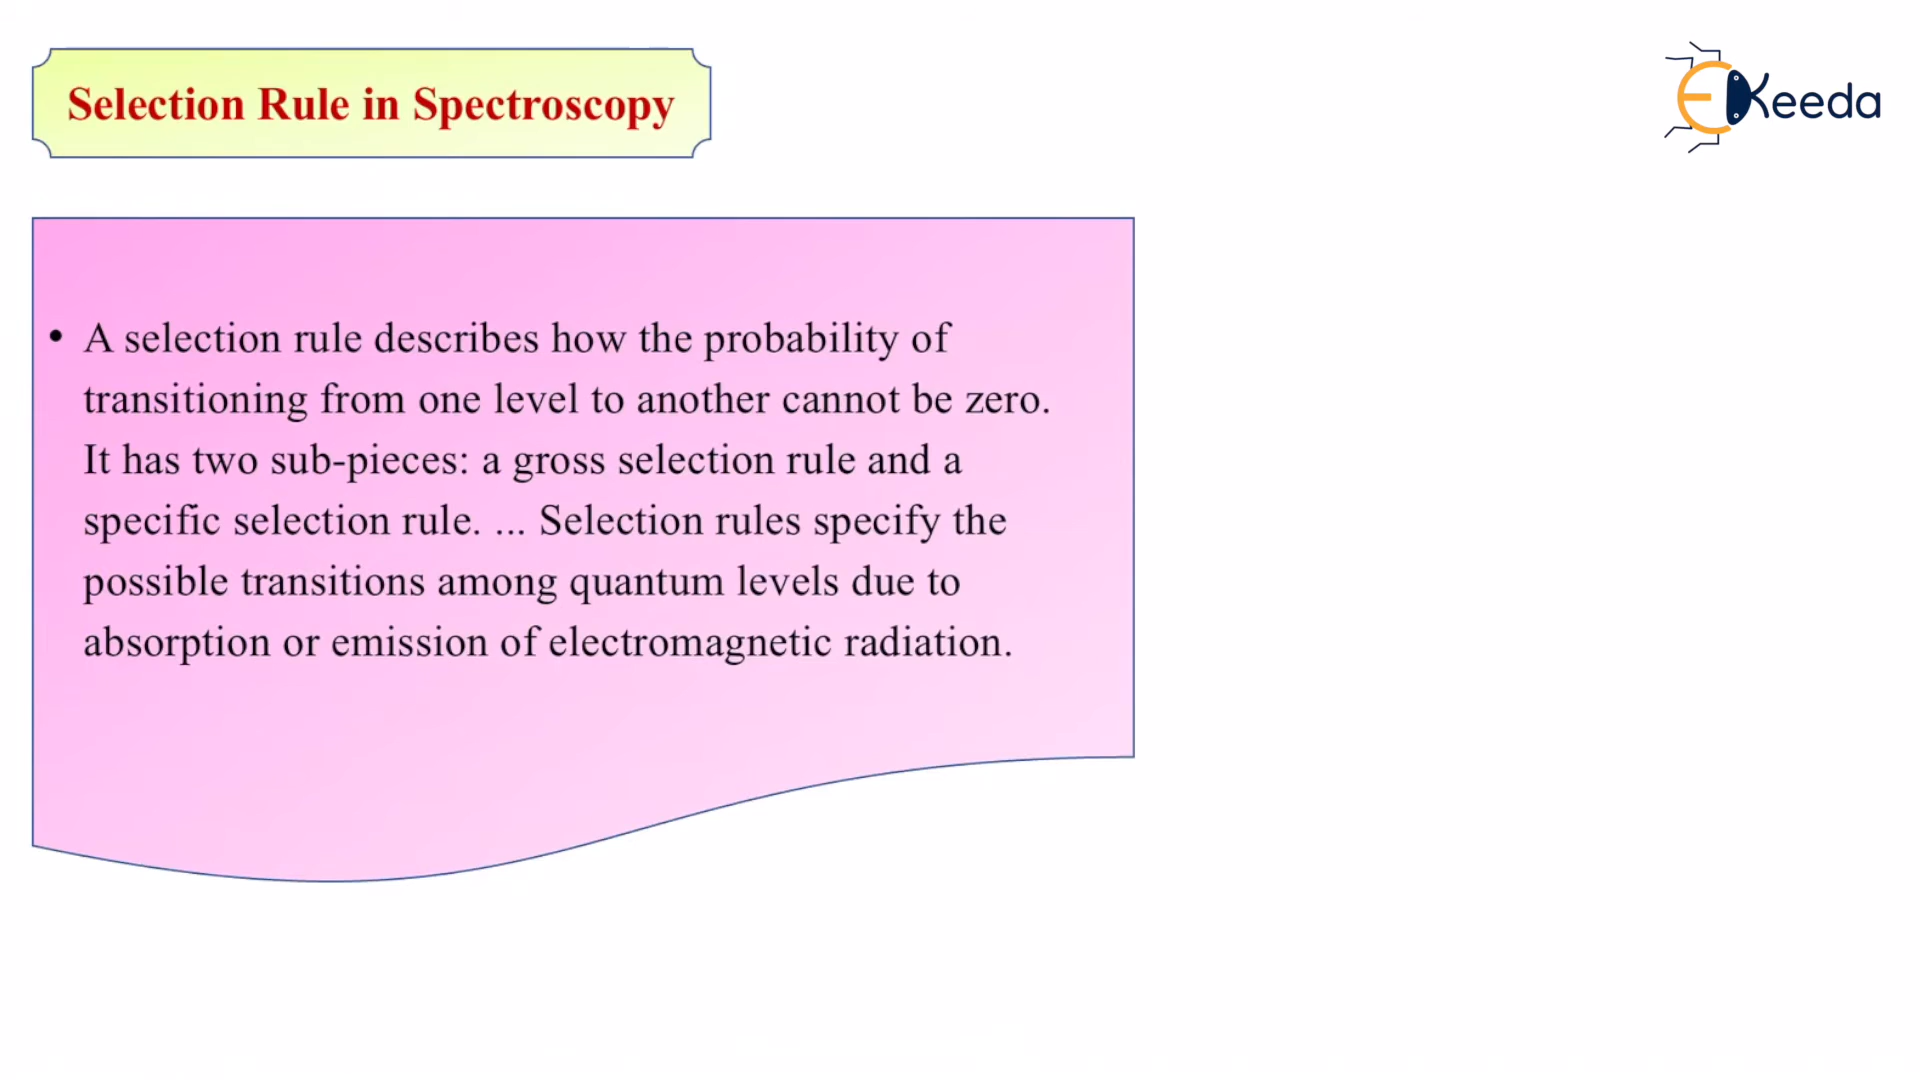 Selection Rule in Spectroscopy
EKeeda
• A selection rule describes how the probability of
transitioning from one level to another cannot be zero.
It has two sub-pieces: a gross selection rule and a
specific selection rule. ... Selection rules specify the
possible transitions among quantum levels due to
absorption or emission of electromagnetic radiation.